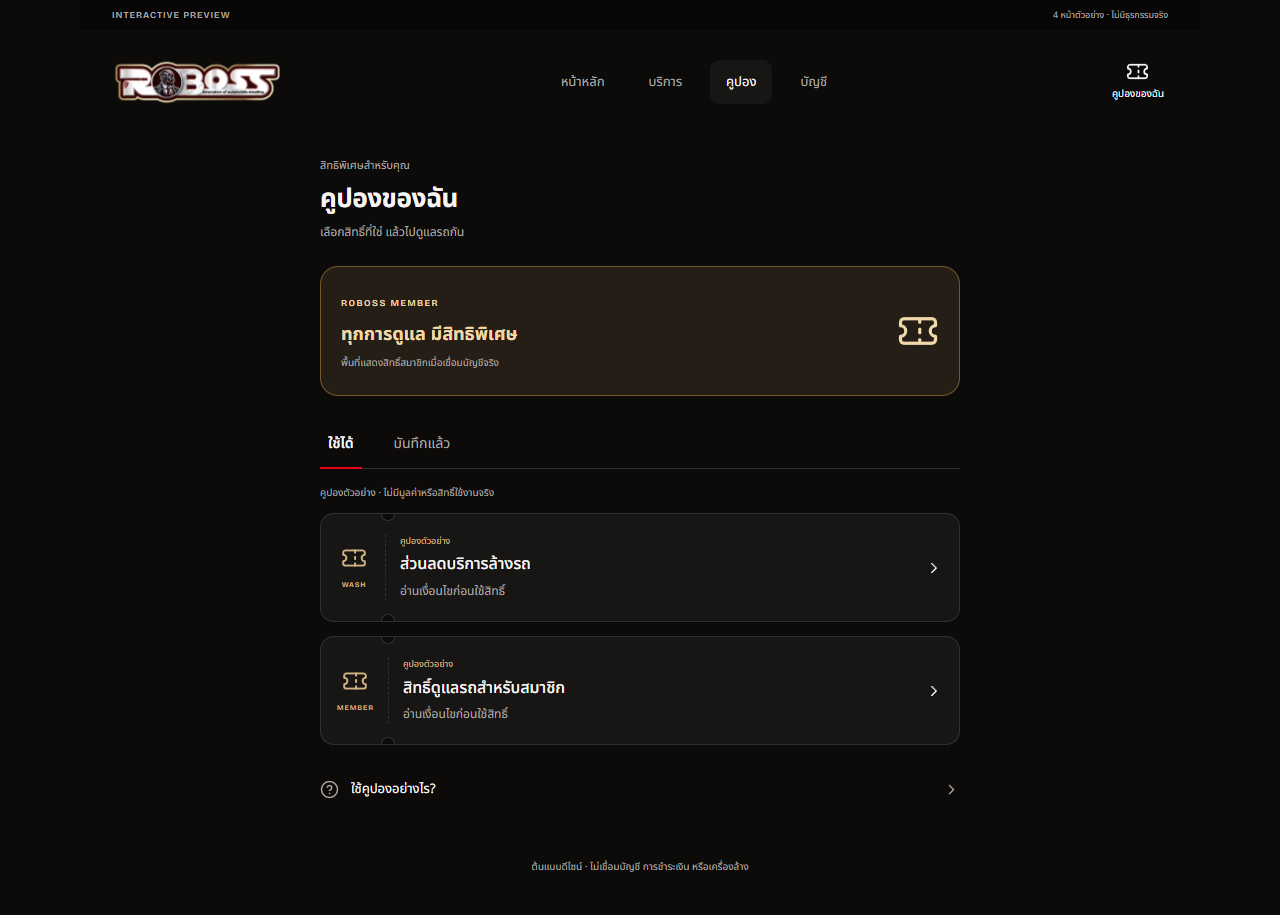 INTERACTIVE PREVIEW
4 หน้าตัวอย่าง · ไม่มีธุรกรรมจริง
ROBOSS
หน้าหลัก
บริการ
คูปอง
บัญชี
คูปองของฉัน
สิทธิพิเศษสำหรับคุณ
คูปองของฉัน
เลือกสิทธิ์ที่ใช่ แล้วไปดูแลรถกัน
ROBOSS MEMBER
ทุกการดูแล มีสิทธิพิเศษ
พื้นที่แสดงสิทธิ์สมาชิกเมื่อเชื่อมบัญชีจริง
ใช้ได้
บันทึกแล้ว
คูปองตัวอย่าง · ไม่มีมูลค่าหรือสิทธิ์ใช้งานจริง
WASH
คูปองตัวอย่าง
ส่วนลดบริการล้างรถ
อ่านเงื่อนไขก่อนใช้สิทธิ์
MEMBER
คูปองตัวอย่าง
สิทธิ์ดูแลรถสำหรับสมาชิก
อ่านเงื่อนไขก่อนใช้สิทธิ์
ใช้คูปองอย่างไร?
ต้นแบบดีไซน์ · ไม่เชื่อมบัญชี การชำระเงิน หรือเครื่องล้าง